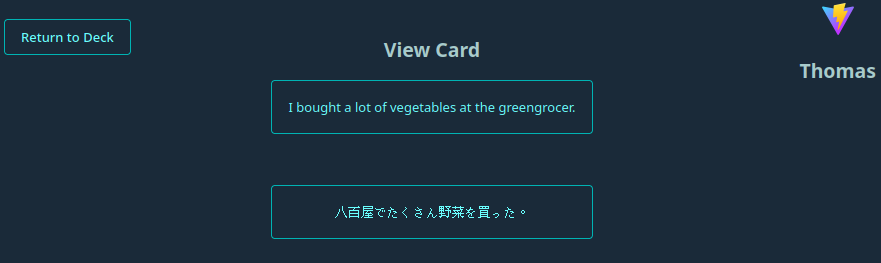 Return to Deck
View Card
Thomas
I bought a lot of vegetables at the greengrocer.
八百屋でたくさん野菜を買った。